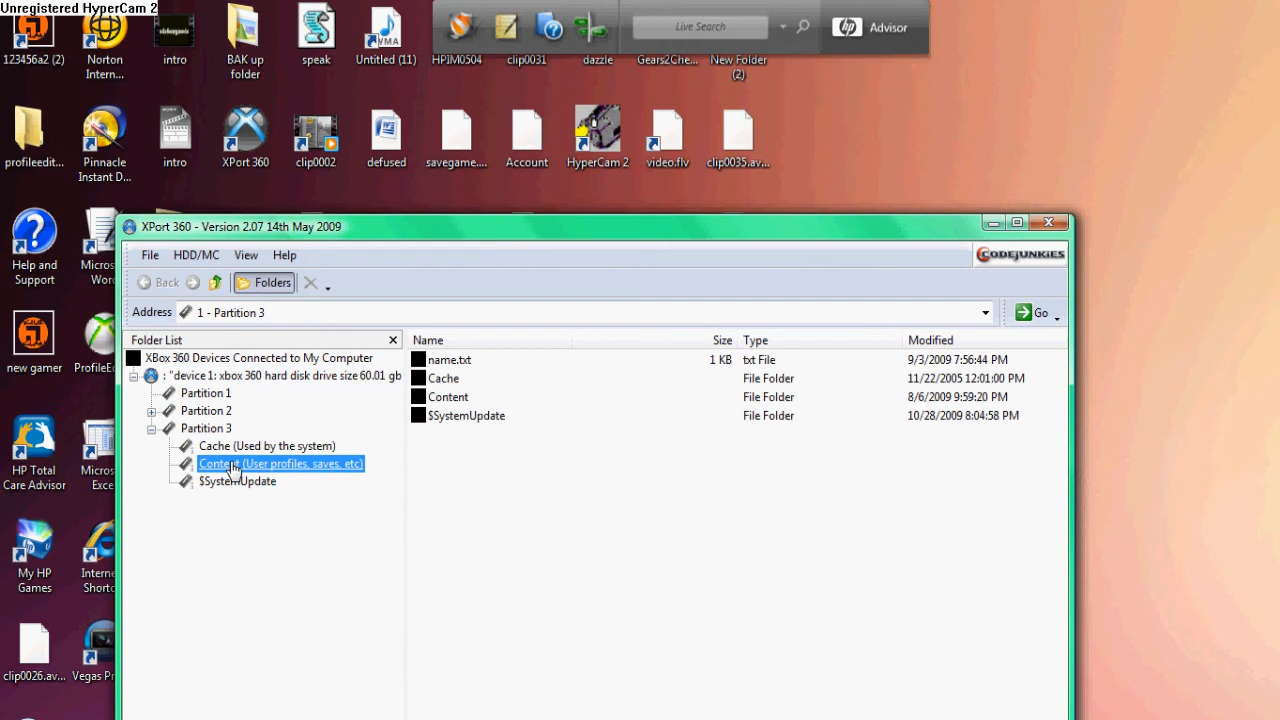 Unregistered HyperCam 2
Live Search
Advisor
123456a2 (2)
Norton Intern...
intro
BAK up folder
speak
Untitled (11)
HPIM0504
clip0031
dazzle
Gears2Che...
New Folder (2)
profileedit...
Pinnacle Instant D...
intro
XPort 360
clip0002
defused
savegame....
Account
HyperCam 2
video.flv
clip0035.av...
XPort 360 - Version 2.07 14th May 2009
File HDD/MC View Help
CODEJUNKIES
Back Folders
Address 1 - Partition 3 Go
Folder List
XBox 360 Devices Connected to My Computer
: "device 1: xbox 360 hard disk drive size 60.01 gb
Partition 1
Partition 2
Partition 3
Cache (Used by the system)
Content (User profiles, saves, etc)
$SystemUpdate
Name Size Type Modified
name.txt 1 KB txt File 9/3/2009 7:56:44 PM
Cache File Folder 11/22/2005 12:01:00 PM
Content File Folder 8/6/2009 9:59:20 PM
$SystemUpdate File Folder 10/28/2009 8:04:58 PM
Help and Support
Micros Word
new gamer
ProfileEd
HP Total Care Advisor
Micros Exce
My HP Games
Intern Shortc
clip0026.av...
Vegas Pr